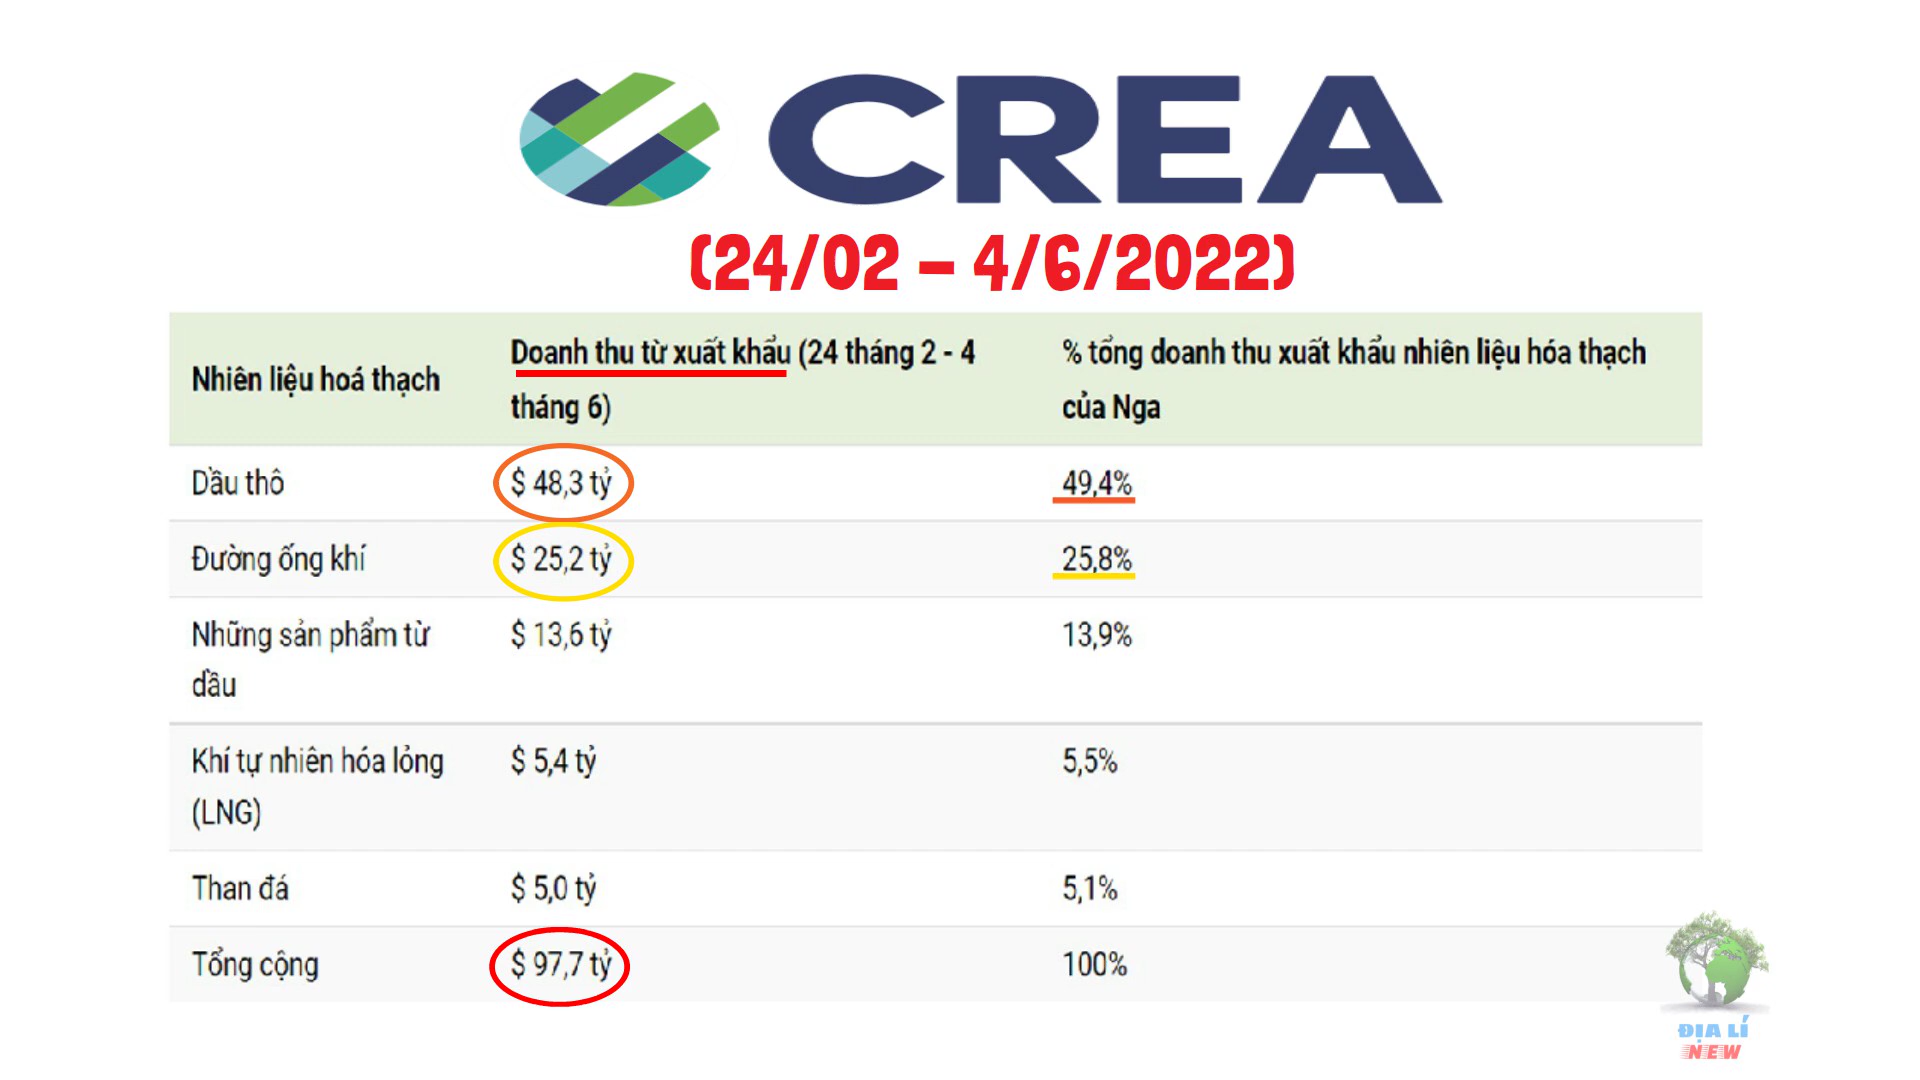 CREA
(24/02 – 4/6/2022)
Nhiên liệu hoá thạch
Doanh thu từ xuất khẩu (24 tháng 2 - 4
tháng 6)
% tổng doanh thu xuất khẩu nhiên liệu hóa thạch
của Nga
Dầu thô
$ 48,3 tỷ
49,4%
Đường ống khí
$ 25,2 tỷ
25,8%
Những sản phẩm từ
dầu
$ 13,6 tỷ
13,9%
Khí tự nhiên hóa lỏng
(LNG)
$ 5,4 tỷ
5,5%
Than đá
$ 5,0 tỷ
5,1%
Tổng cộng
$ 97,7 tỷ
100%
ĐỊA LÍ
NEW